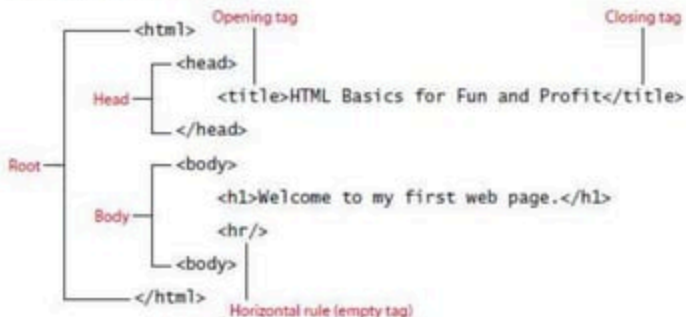 Opening tag Closing tag
<html>
<head>
Head <title>HTML Basics for Fun and Profit</title>
</head>
Root <body>
<h1>Welcome to my first web page.</h1>
Body
<hr/>
<body>
</html>
Horizontal rule (empty tag)